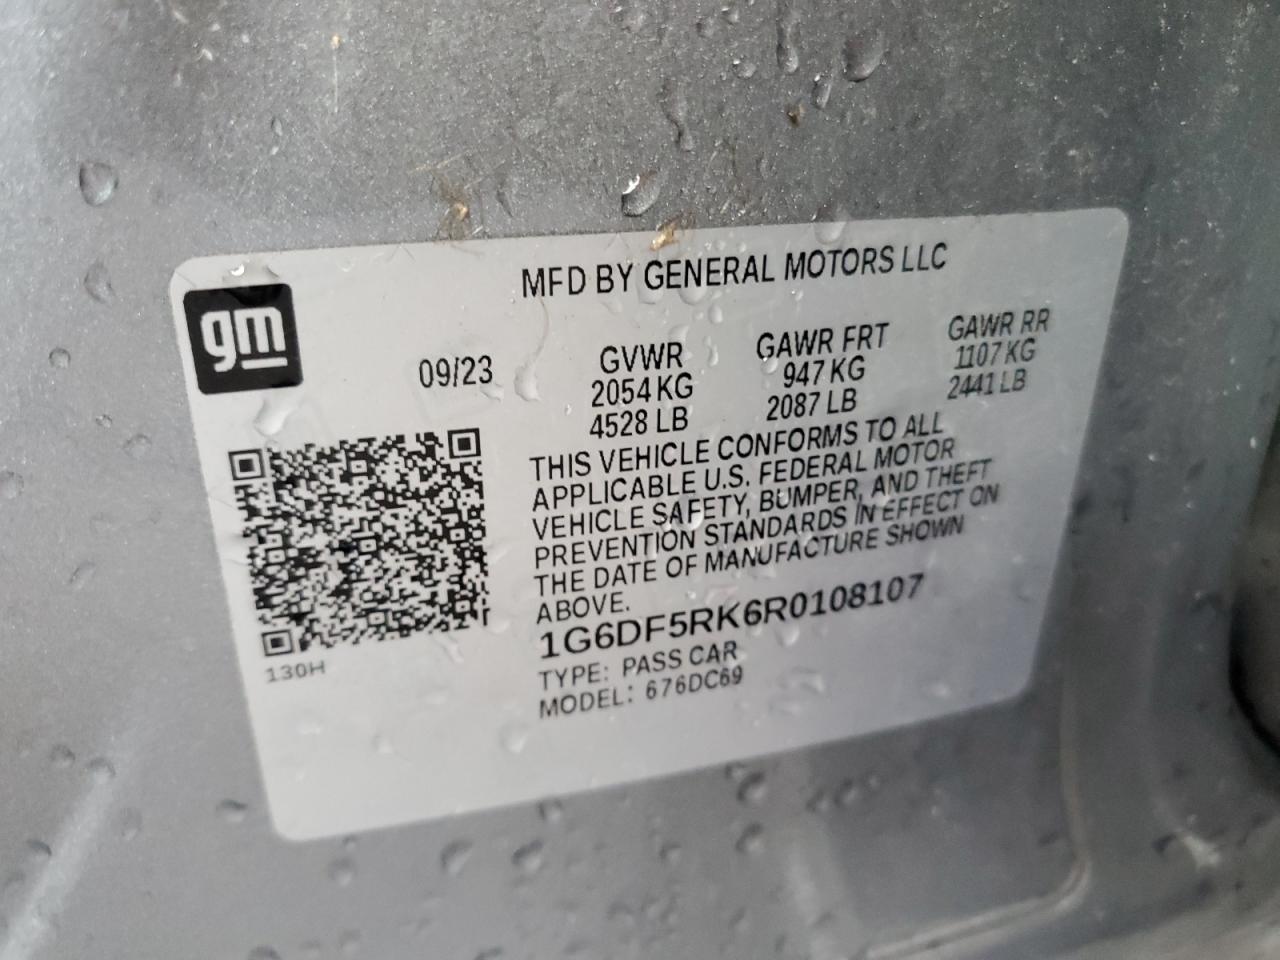 MFD BY GENERAL MOTORS LLC
gm
09/23
GVWR
2054 KG
4528 LB
GAWR FRT
947 KG
2087 LB
GAWR RR
1107 KG
2441 LB
THIS VEHICLE CONFORMS TO ALL
APPLICABLE U.S. FEDERAL MOTOR
VEHICLE SAFETY, BUMPER, AND THEFT
PREVENTION STANDARDS IN EFFECT ON
THE DATE OF MANUFACTURE SHOWN
ABOVE.
1G6DF5RK6R0108107
TYPE: PASS CAR
MODEL: 676DC69
130H